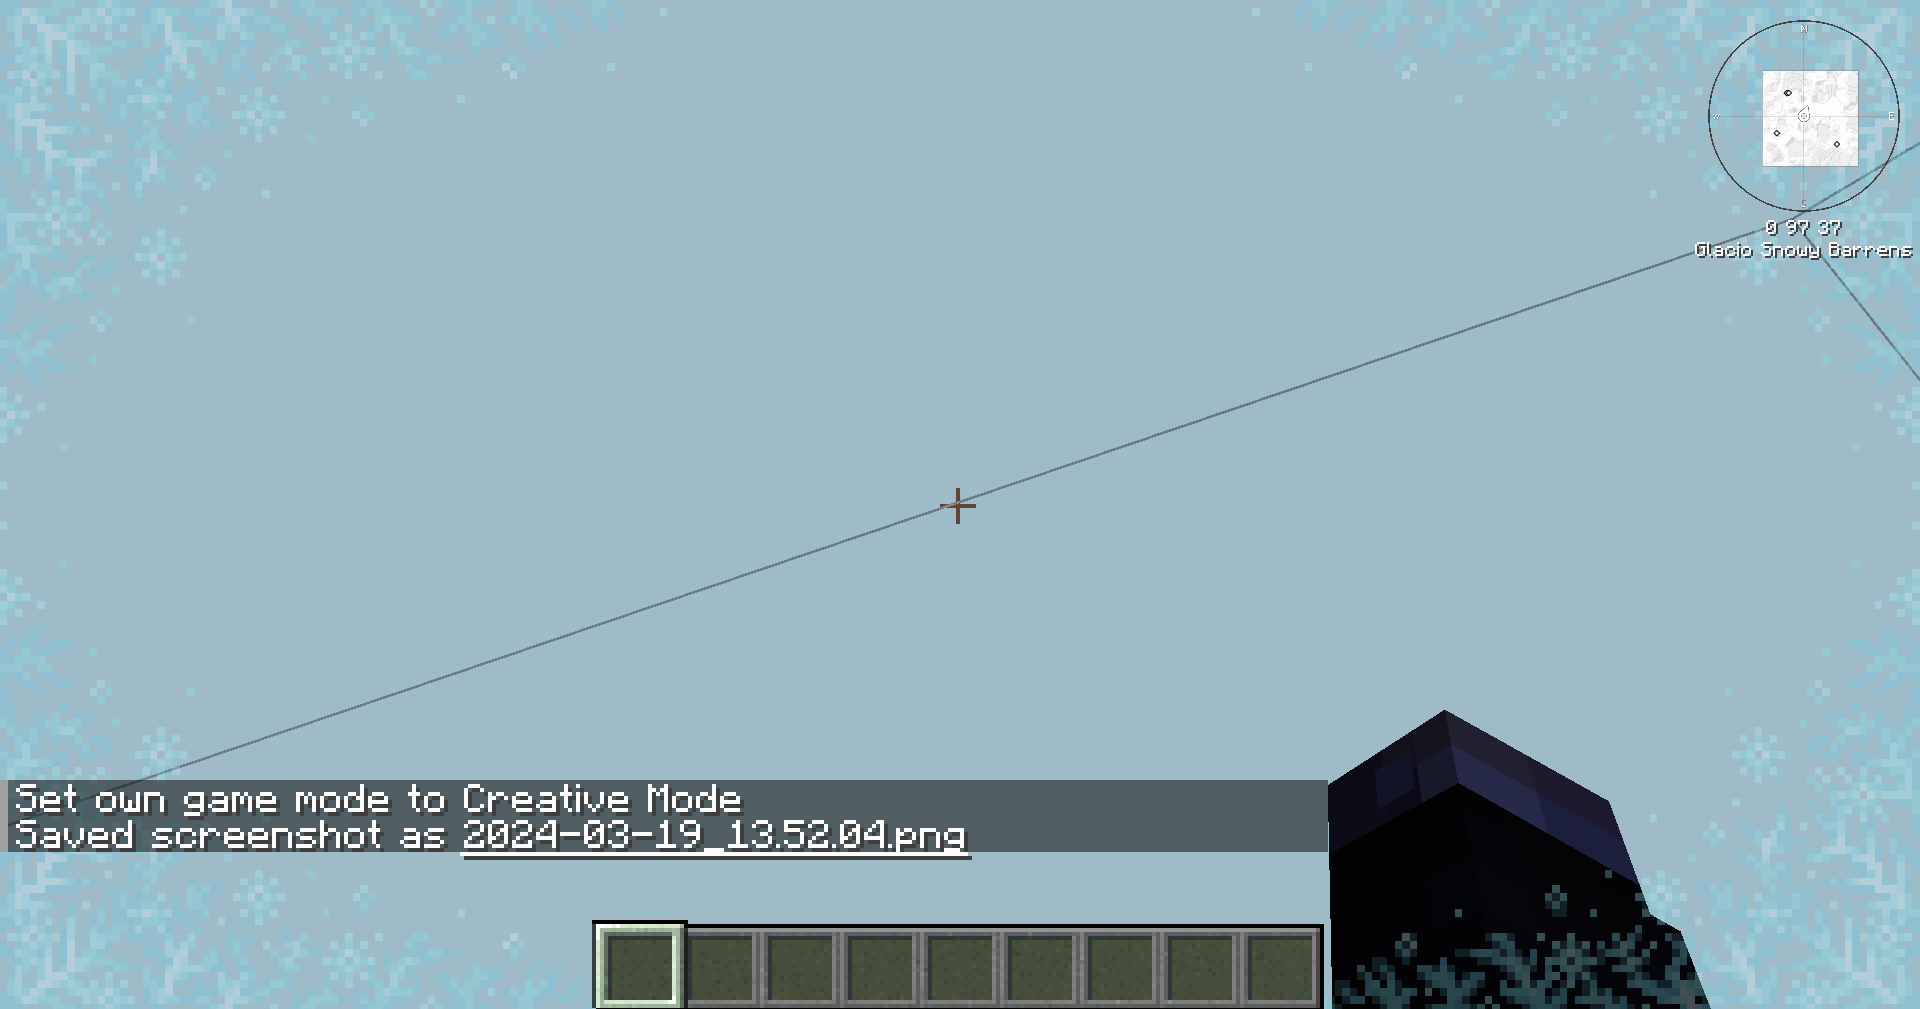 N
W
E
S
0 97 37
Glacio Snowy Barrens
Set own game mode to Creative Mode
Saved screenshot as 2024-03-19_13.52.04.png